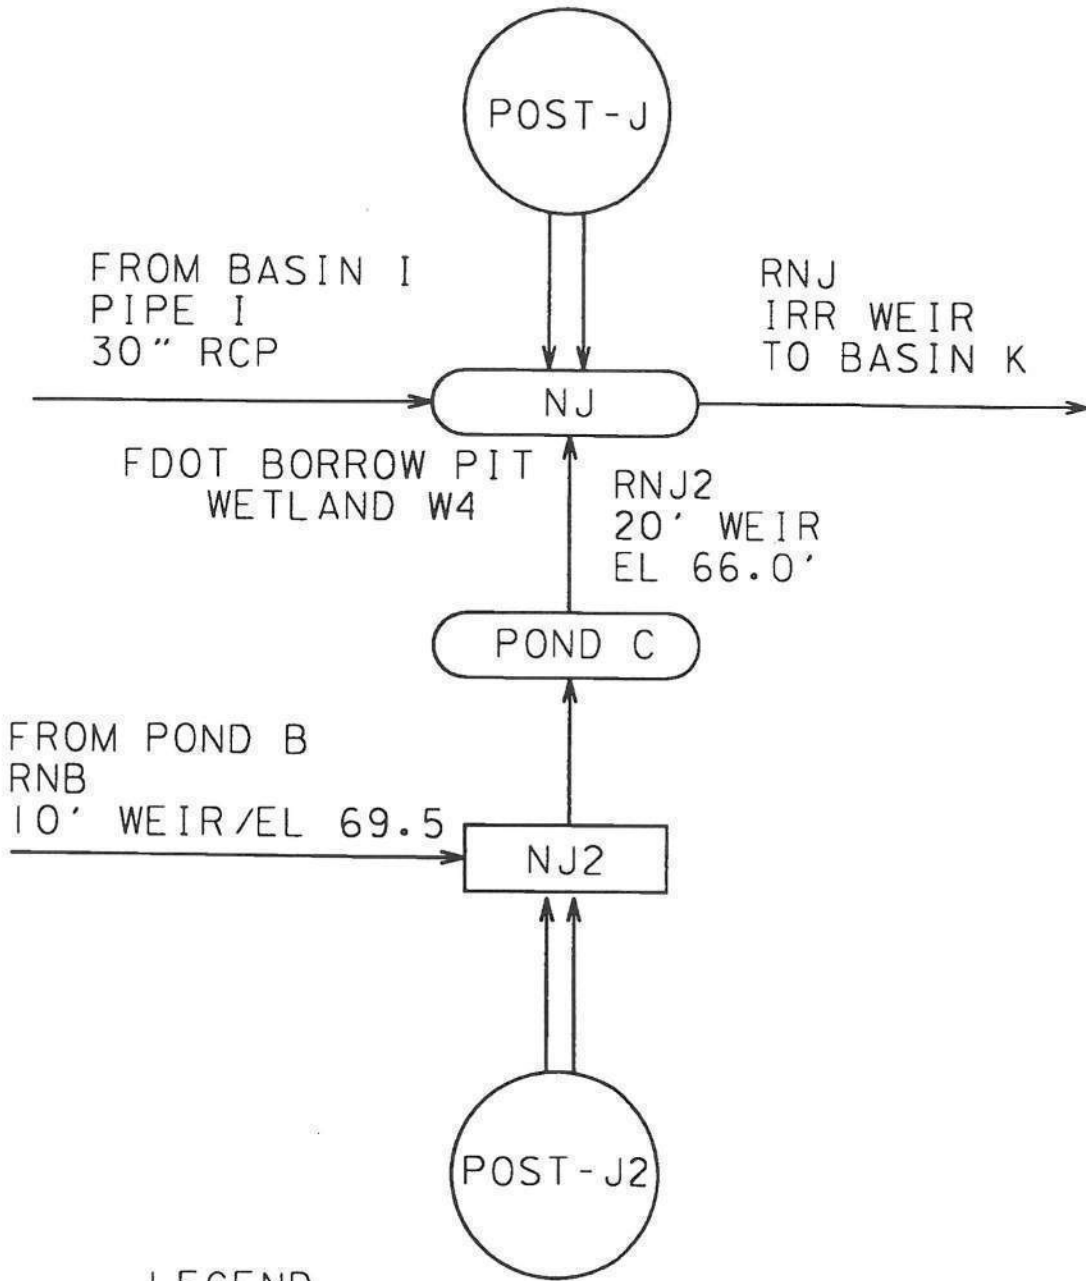 POST-J
FROM BASIN I
PIPE I
30" RCP
RNJ
IRR WEIR
TO BASIN K
NJ
FDOT BORROW PIT
WETLAND W4
RNJ2
20' WEIR
EL 66.0'
POND C
FROM POND B
RNB
10' WEIR/EL 69.5
NJ2
POST-J2
LEGEND